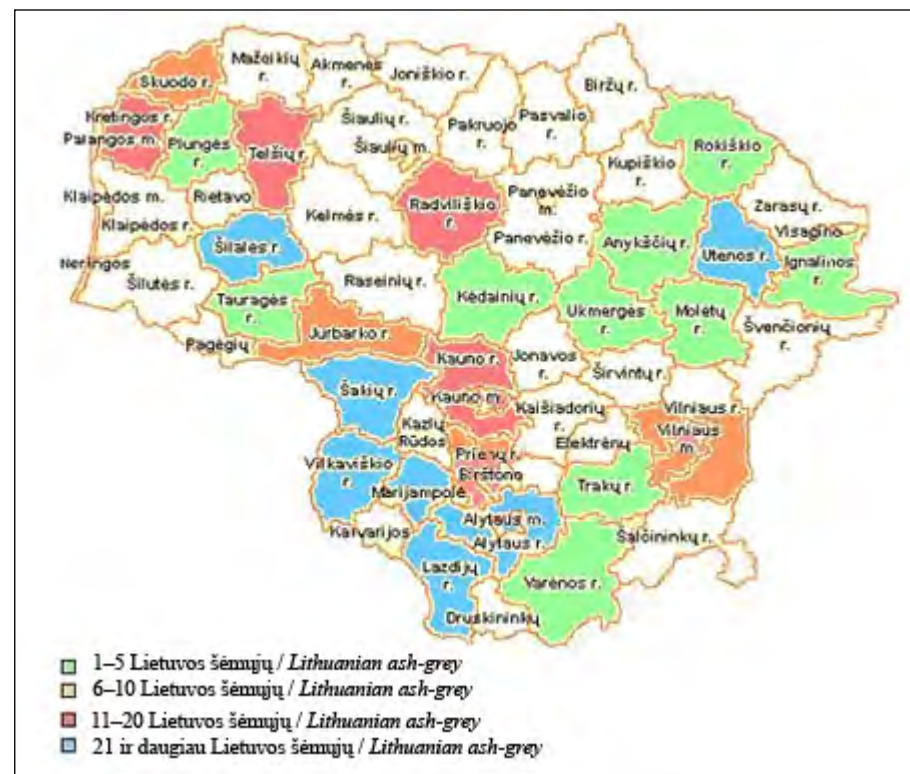 Mažeikių r.
Akmenės r.
Joniškio r.
Biržų r.
Skuodo r.
Kretingos r.
Palangos m.
Plungės r.
Telšių r.
Šiaulių r.
Šiaulių m.
Pakruojo r.
Pasvalio r.
Rokiškio r.
Kupiškio r.
Klaipėdos m.
Rietavo
Klaipėdos r.
Kelmės r.
Radviliškio r.
Panevėžio m.
Panevėžio r.
Zarasų r.
Visagino
Anykščių r.
Utenos r.
Ignalinos r.
Šilalės r.
Neringos
Šilutės r.
Raseinių r.
Tauragės r.
Kėdainių r.
Ukmergės r.
Molėtų r.
Švenčionių r.
Pagėgių
Jurbarko r.
Kauno r.
Jonavos r.
Širvintų r.
Šakių r.
Kauno m.
Kaišiadorių r.
Vilniaus r.
Vilniaus m.
Kazlų Rūdos
Elektrėnų
Prienų r.
Birštono
Vilkaviškio r.
Marijampolė
Trakų r.
Karvarijos
Alytaus m.
Alytaus r.
Šalčininkų r.
Lazdijų r.
Varėnos r.
Druskininkų
1–5 Lietuvos šėmųjų / Lithuanian ash-grey
6–10 Lietuvos šėmųjų / Lithuanian ash-grey
11–20 Lietuvos šėmųjų / Lithuanian ash-grey
21 ir daugiau Lietuvos šėmųjų / Lithuanian ash-grey